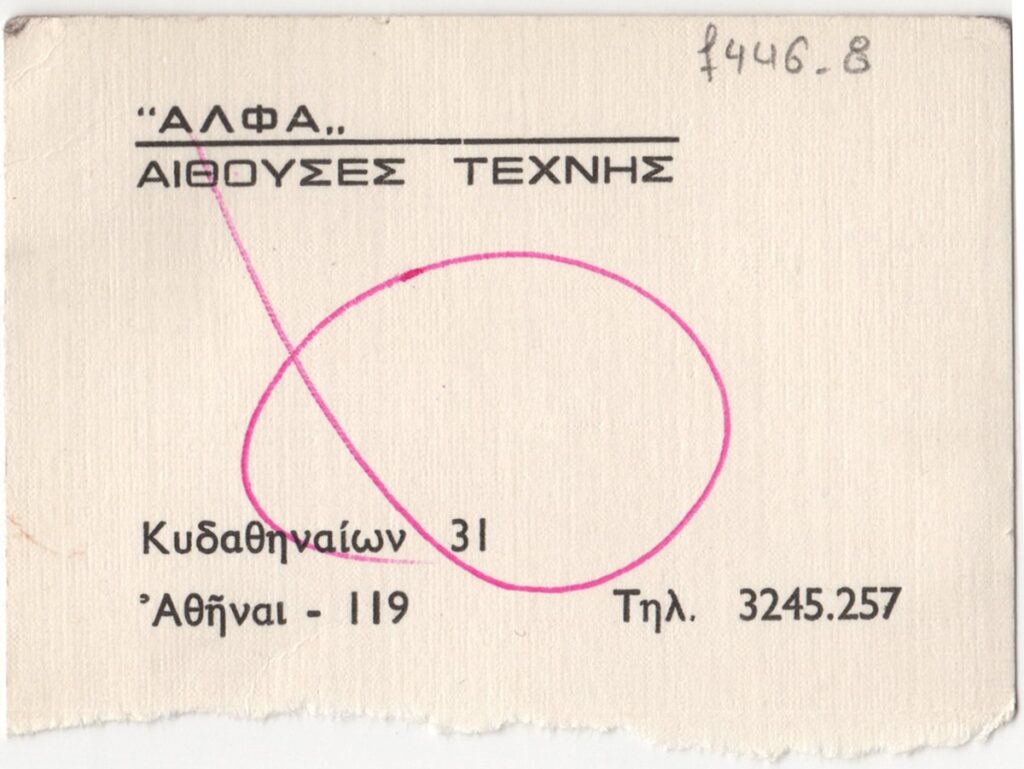 f446-8
“ΑΛΦΑ„
ΑΙΘΟΥΣΕΣ ΤΕΧΝΗΣ
Κυδαθηναίων 31
Ἀθῆναι - 119 Τηλ. 3245.257